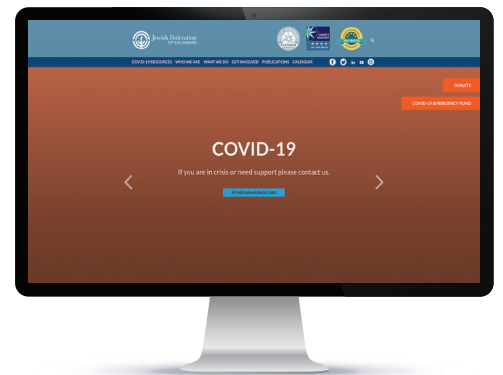 Jewish Federation
OF DELAWARE
COVID-19 RESOURCES WHO WE ARE WHAT WE DO GET INVOLVED PUBLICATIONS CALENDAR
DONATE
COVID-19 EMERGENCY FUND
COVID-19
If you are in crisis or need support please contact us.